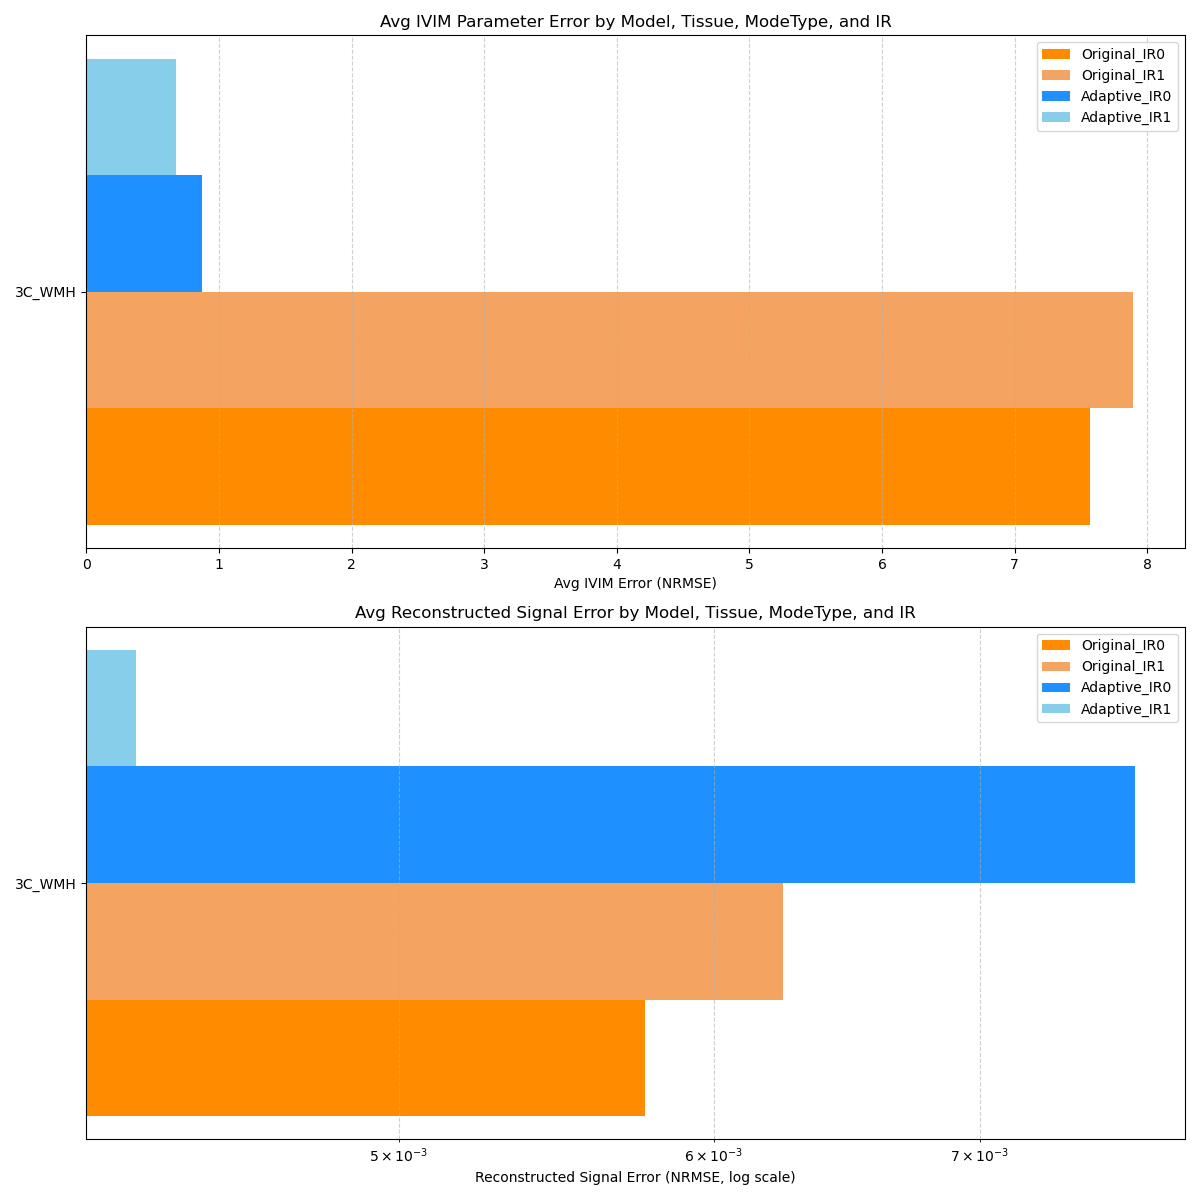 Avg IVIM Parameter Error by Model, Tissue, ModeType, and IR
Original_IR0
Original_IR1
Adaptive_IR0
Adaptive_IR1
3C_WMH
0 1 2 3 4 5 6 7 8
Avg IVIM Error (NRMSE)
Avg Reconstructed Signal Error by Model, Tissue, ModeType, and IR
Original_IR0
Original_IR1
Adaptive_IR0
Adaptive_IR1
3C_WMH
5 × 10⁻³ 6 × 10⁻³ 7 × 10⁻³
Reconstructed Signal Error (NRMSE, log scale)